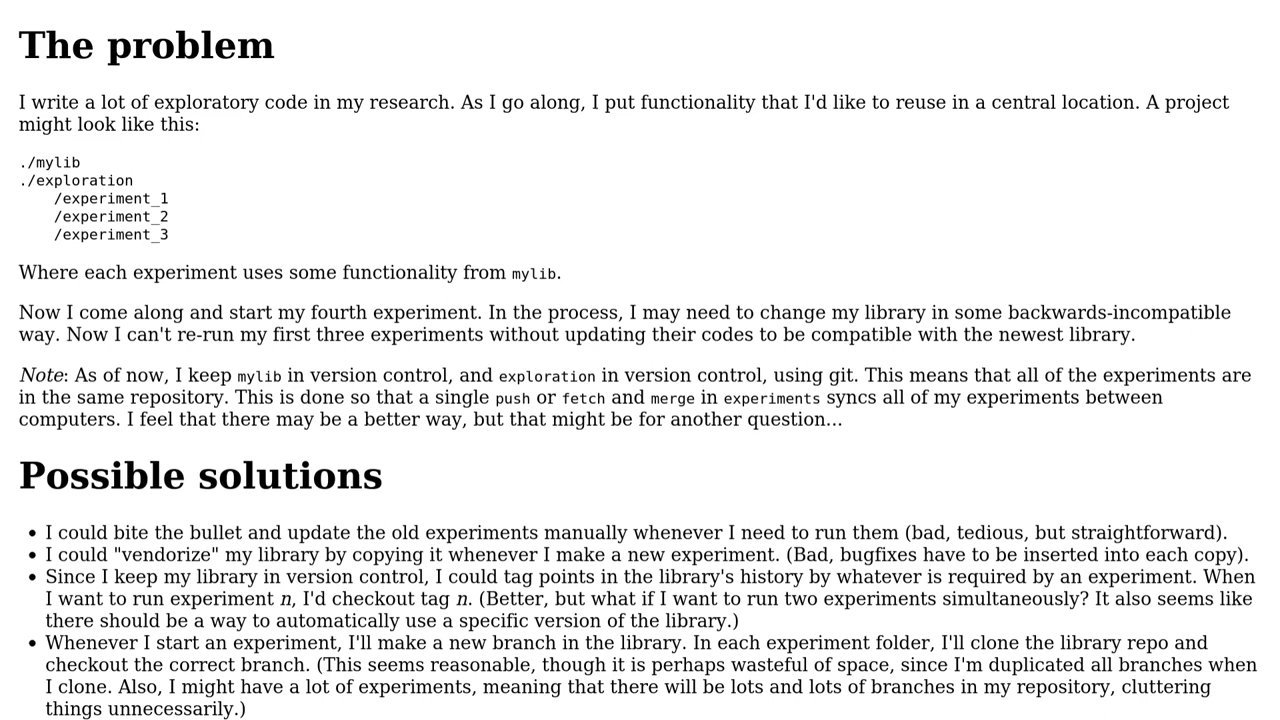 The problem
I write a lot of exploratory code in my research. As I go along, I put functionality that I'd like to reuse in a central location. A project
might look like this:
./mylib
./exploration
    /experiment_1
    /experiment_2
    /experiment_3
Where each experiment uses some functionality from mylib.
Now I come along and start my fourth experiment. In the process, I may need to change my library in some backwards-incompatible
way. Now I can't re-run my first three experiments without updating their codes to be compatible with the newest library.
Note: As of now, I keep mylib in version control, and exploration in version control, using git. This means that all of the experiments are
in the same repository. This is done so that a single push or fetch and merge in experiments syncs all of my experiments between
computers. I feel that there may be a better way, but that might be for another question...
Possible solutions
• I could bite the bullet and update the old experiments manually whenever I need to run them (bad, tedious, but straightforward).
• I could "vendorize" my library by copying it whenever I make a new experiment. (Bad, bugfixes have to be inserted into each copy).
• Since I keep my library in version control, I could tag points in the library's history by whatever is required by an experiment. When
I want to run experiment n, I'd checkout tag n. (Better, but what if I want to run two experiments simultaneously? It also seems like
there should be a way to automatically use a specific version of the library.)
• Whenever I start an experiment, I'll make a new branch in the library. In each experiment folder, I'll clone the library repo and
checkout the correct branch. (This seems reasonable, though it is perhaps wasteful of space, since I'm duplicated all branches when
I clone. Also, I might have a lot of experiments, meaning that there will be lots and lots of branches in my repository, cluttering
things unnecessarily.)